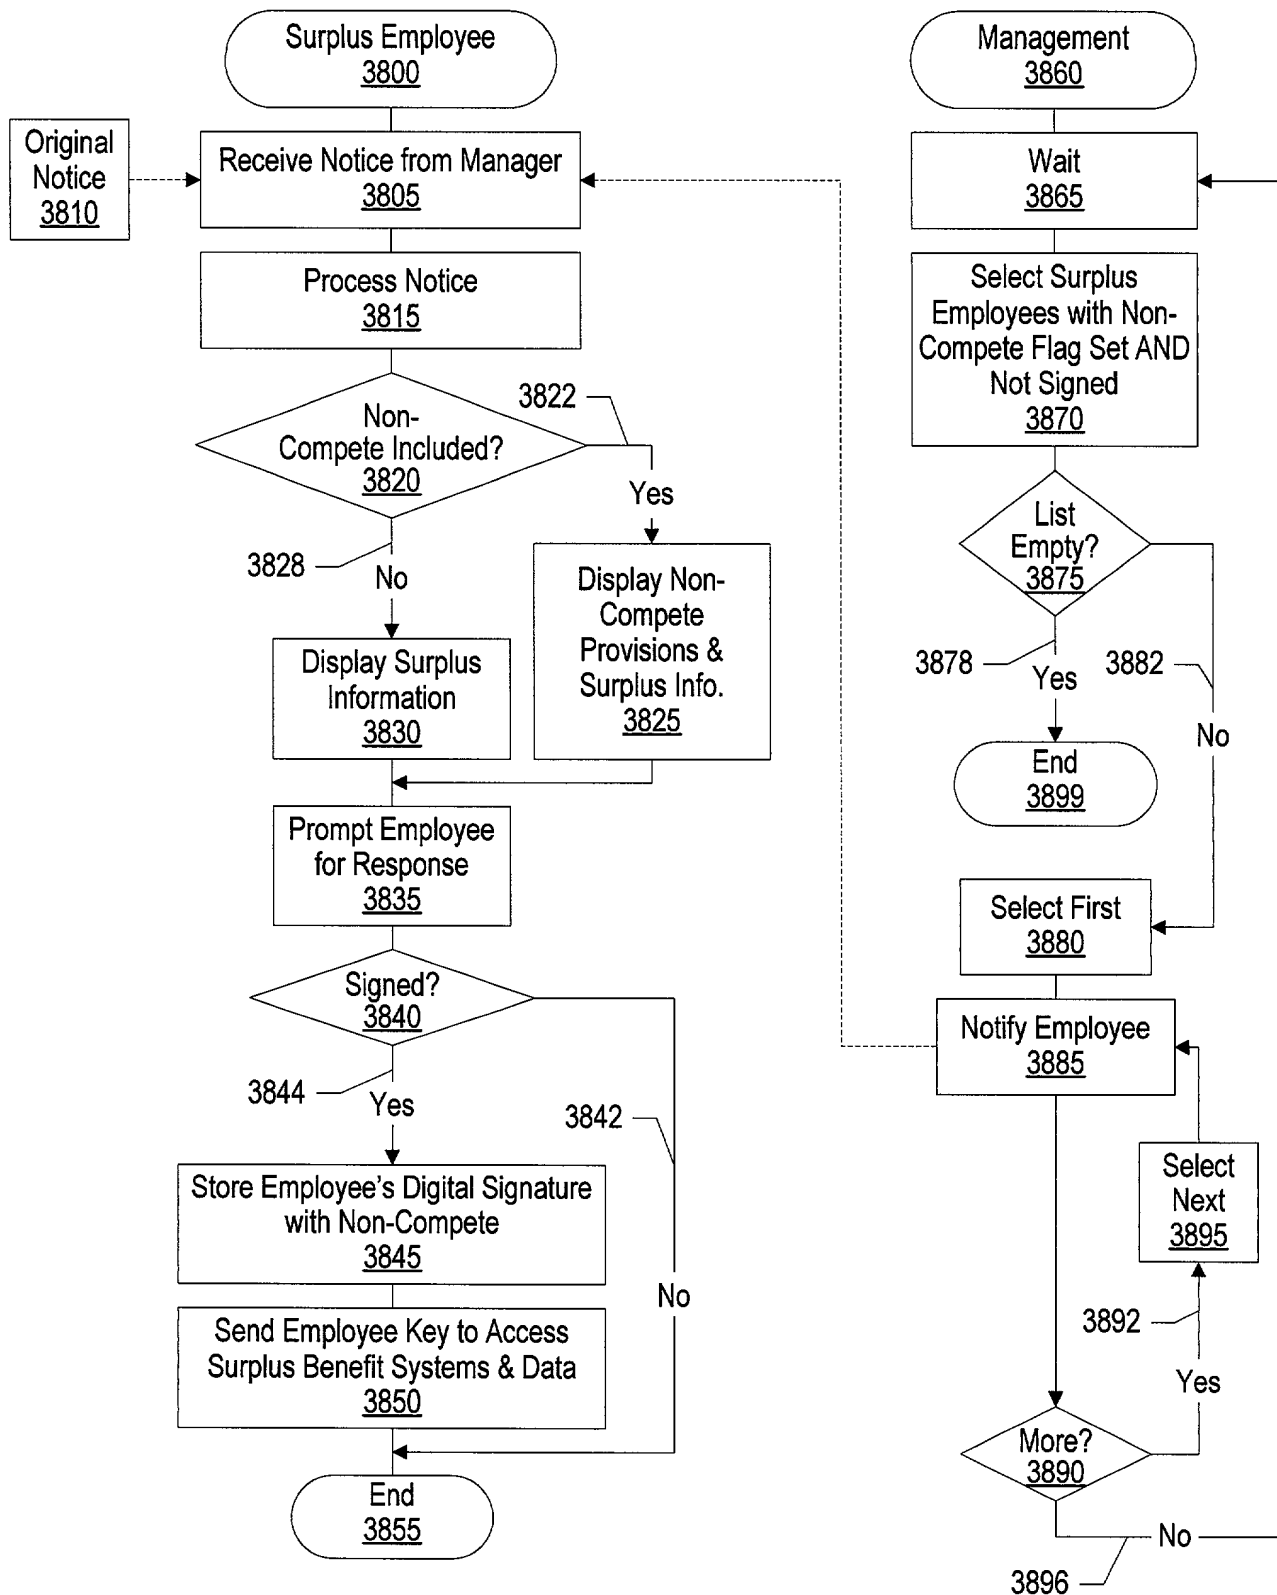 Surplus Employee
3800
Original
Notice
3810
Receive Notice from Manager
3805
Process Notice
3815
Non-
Compete Included?
3820
3822
Yes
3828
No
Display Non-
Compete
Provisions &
Surplus Info.
3825
Display Surplus
Information
3830
Prompt Employee
for Response
3835
Signed?
3840
3844
Yes
3842
No
Store Employee's Digital Signature
with Non-Compete
3845
Send Employee Key to Access
Surplus Benefit Systems & Data
3850
End
3855
Management
3860
Wait
3865
Select Surplus
Employees with Non-
Compete Flag Set AND
Not Signed
3870
List
Empty?
3875
3878
Yes
3882
No
End
3899
Select First
3880
Notify Employee
3885
Select
Next
3895
3892
Yes
More?
3890
No
3896